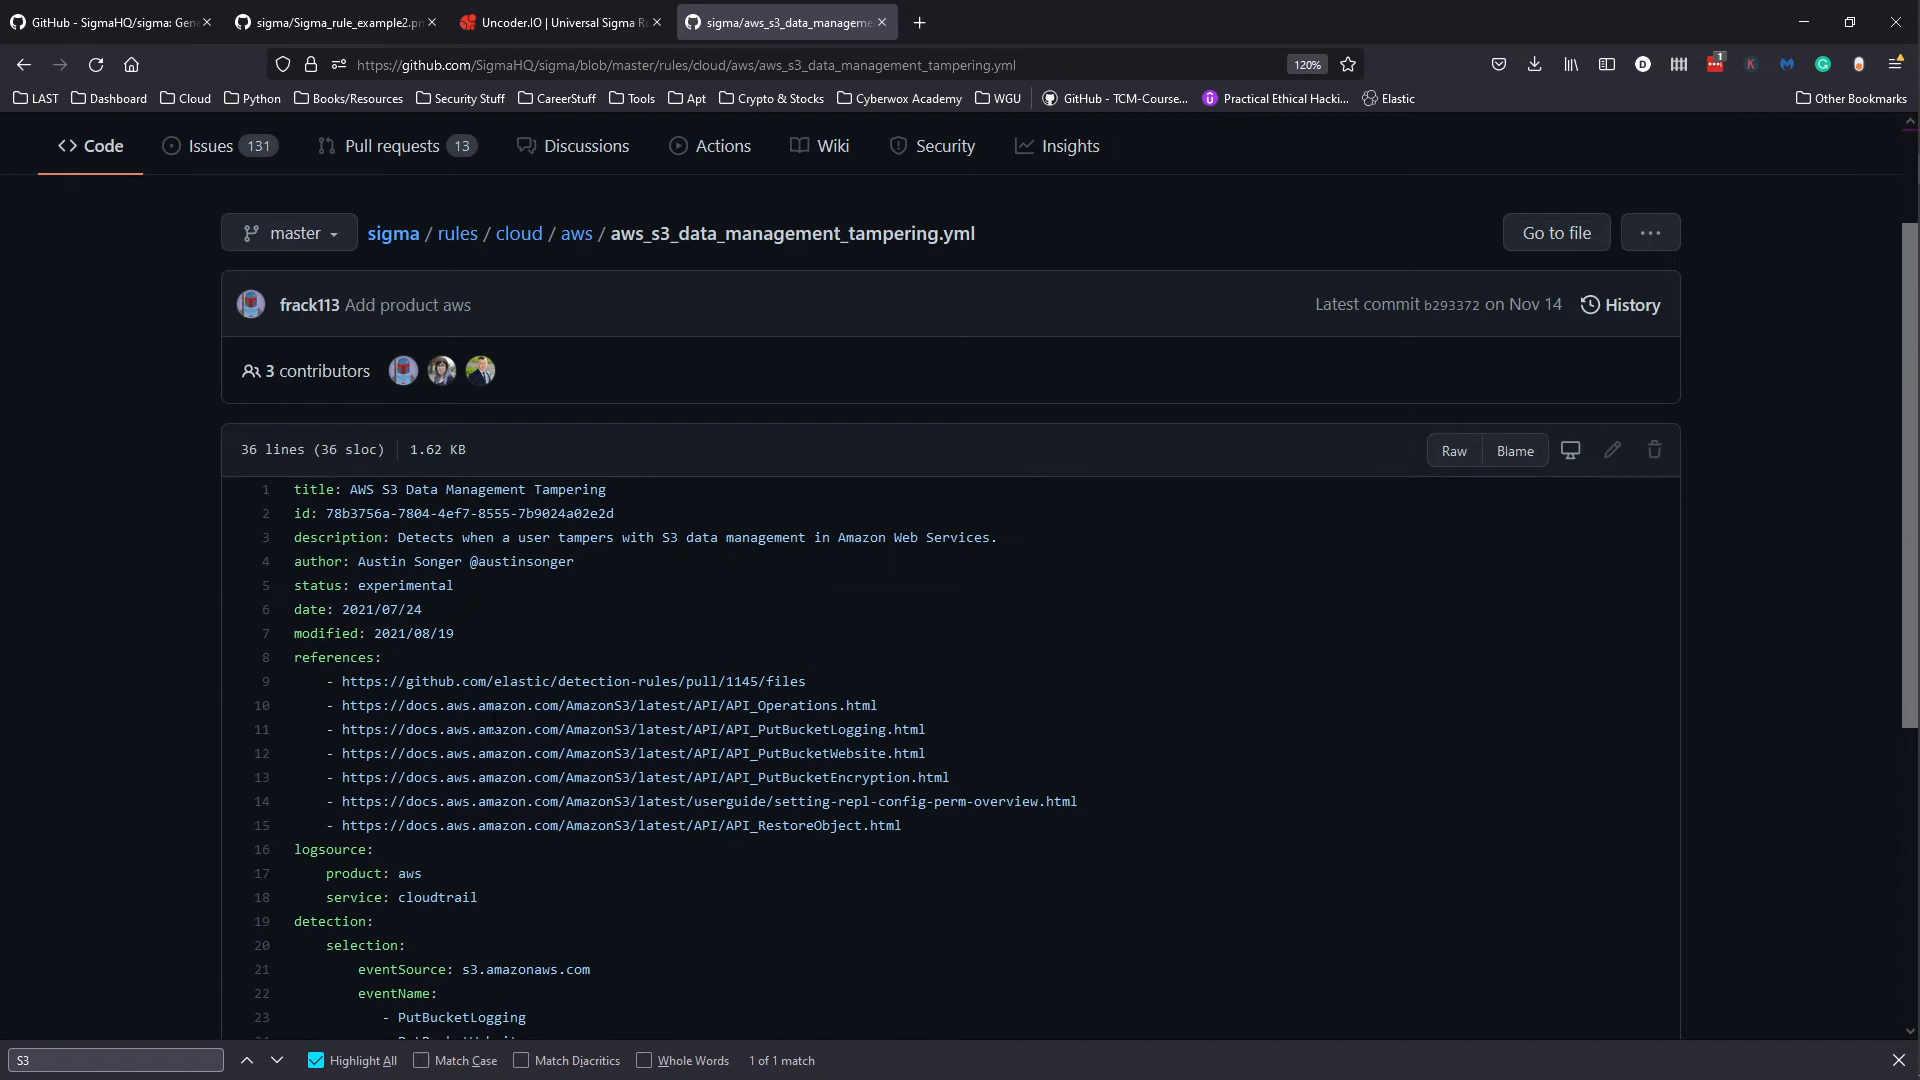 GitHub - SigmaHQ/sigma: Gen
sigma/Sigma_rule_example2.pn
Uncoder.IO | Universal Sigma R
sigma/aws_s3_data_manageme
https://github.com/SigmaHQ/sigma/blob/master/rules/cloud/aws/aws_s3_data_management_tampering.yml
120%
1
LAST Dashboard Cloud Python Books/Resources Security Stuff CareerStuff Tools Apt Crypto & Stocks Cyberwox Academy WGU GitHub - TCM-Course... Practical Ethical Hacki... Elastic Other Bookmarks
Code Issues 131 Pull requests 13 Discussions Actions Wiki Security Insights
master sigma / rules / cloud / aws / aws_s3_data_management_tampering.yml Go to file ...
frack113 Add product aws Latest commit b293372 on Nov 14 History
3 contributors
36 lines (36 sloc) 1.62 KB Raw Blame
1 title: AWS S3 Data Management Tampering
2 id: 78b3756a-7804-4ef7-8555-7b9024a02e2d
3 description: Detects when a user tampers with S3 data management in Amazon Web Services.
4 author: Austin Songer @austinsonger
5 status: experimental
6 date: 2021/07/24
7 modified: 2021/08/19
8 references:
9 - https://github.com/elastic/detection-rules/pull/1145/files
10 - https://docs.aws.amazon.com/AmazonS3/latest/API/API_Operations.html
11 - https://docs.aws.amazon.com/AmazonS3/latest/API/API_PutBucketLogging.html
12 - https://docs.aws.amazon.com/AmazonS3/latest/API/API_PutBucketWebsite.html
13 - https://docs.aws.amazon.com/AmazonS3/latest/API/API_PutBucketEncryption.html
14 - https://docs.aws.amazon.com/AmazonS3/latest/userguide/setting-repl-config-perm-overview.html
15 - https://docs.aws.amazon.com/AmazonS3/latest/API/API_RestoreObject.html
16 logsource:
17 product: aws
18 service: cloudtrail
19 detection:
20 selection:
21 eventSource: s3.amazonaws.com
22 eventName:
23 - PutBucketLogging
S3 Highlight All Match Case Match Diacritics Whole Words 1 of 1 match